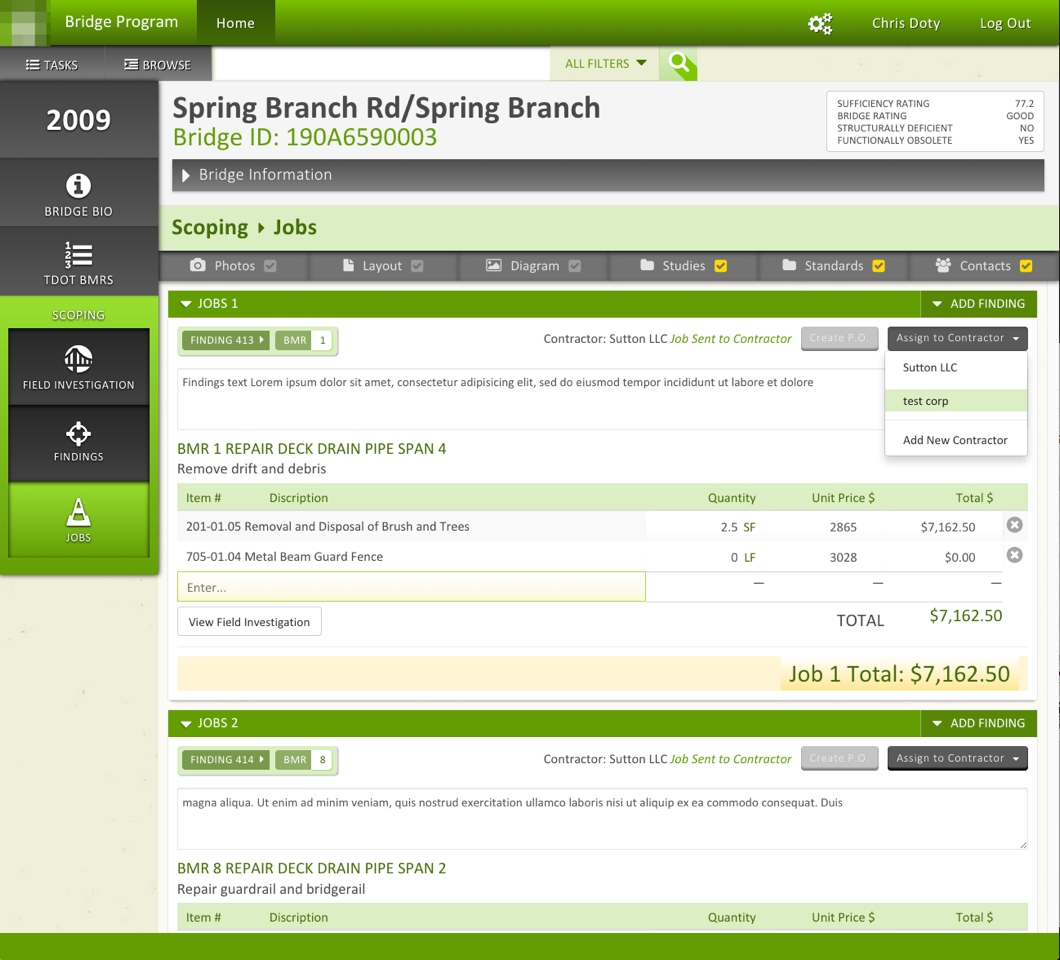 Bridge Program
Home
Chris Doty
Log Out
TASKS
BROWSE
ALL FILTERS
2009
BRIDGE BIO
1
2
3
TDOT BMRS
SCOPING
FIELD INVESTIGATION
FINDINGS
JOBS
Spring Branch Rd/Spring Branch
Bridge ID: 190A6590003
SUFFICIENCY RATING 77.2
BRIDGE RATING GOOD
STRUCTURALLY DEFICIENT NO
FUNCTIONALLY OBSOLETE YES
Bridge Information
Scoping Jobs
Photos Layout Diagram Studies Standards Contacts
JOBS 1 ADD FINDING
FINDING 413 BMR 1 Contractor: Sutton LLC Job Sent to Contractor Create P.O. Assign to Contractor
Sutton LLC
test corp
Add New Contractor
Findings text Lorem ipsum dolor sit amet, consectetur adipisicing elit, sed do eiusmod tempor incididunt ut labore et dolore
BMR 1 REPAIR DECK DRAIN PIPE SPAN 4
Remove drift and debris
Item # Discription Quantity Unit Price $ Total $
201-01.05 Removal and Disposal of Brush and Trees 2.5 SF 2865 $7,162.50
705-01.04 Metal Beam Guard Fence 0 LF 3028 $0.00
Enter... — — —
View Field Investigation TOTAL $7,162.50
Job 1 Total: $7,162.50
JOBS 2 ADD FINDING
FINDING 414 BMR 8 Contractor: Sutton LLC Job Sent to Contractor Create P.O. Assign to Contractor
magna aliqua. Ut enim ad minim veniam, quis nostrud exercitation ullamco laboris nisi ut aliquip ex ea commodo consequat. Duis
BMR 8 REPAIR DECK DRAIN PIPE SPAN 2
Repair guardrail and bridgerail
Item # Discription Quantity Unit Price $ Total $